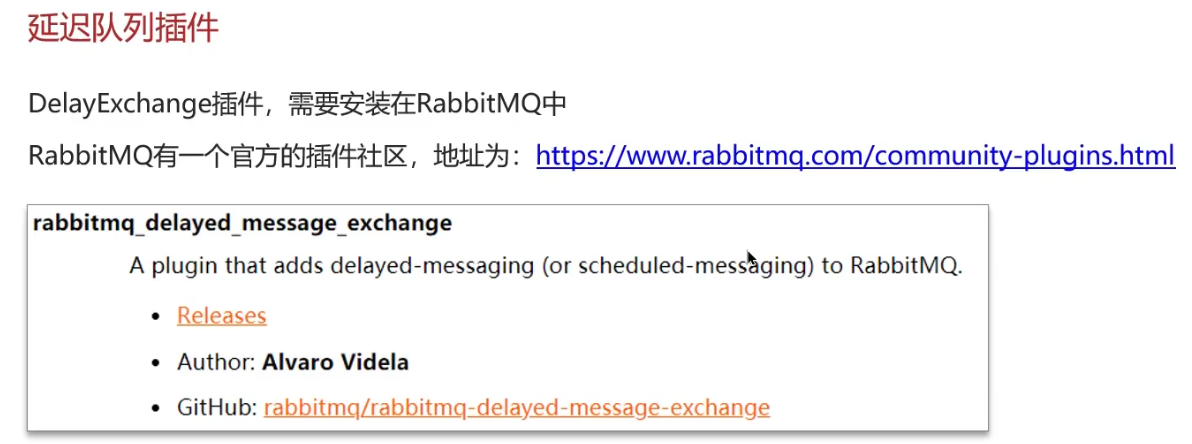 延迟队列插件
DelayExchange插件，需要安装在RabbitMQ中
RabbitMQ有一个官方的插件社区，地址为：https://www.rabbitmq.com/community-plugins.html
rabbitmq_delayed_message_exchange
A plugin that adds delayed-messaging (or scheduled-messaging) to RabbitMQ.
• Releases
• Author: Alvaro Videla
• GitHub: rabbitmq/rabbitmq-delayed-message-exchange